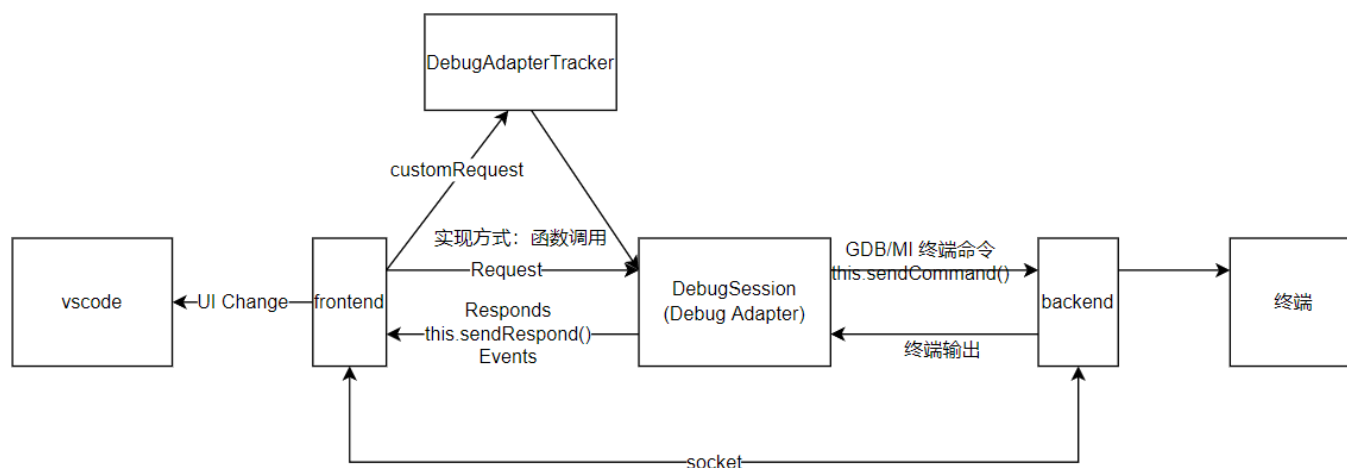 DebugAdapterTracker
customRequest
实现方式：函数调用
Request
vscode
UI Change
frontend
Responds
this.sendRespond()
Events
DebugSession
(Debug Adapter)
GDB/MI 终端命令
this.sendCommand()
backend
终端输出
终端
socket